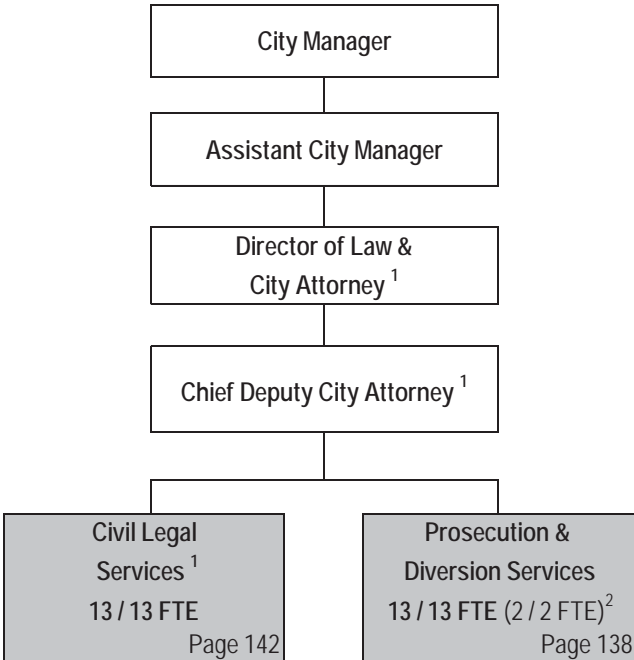 City Manager
Assistant City Manager
Director of Law &
City Attorney 1
Chief Deputy City Attorney 1
Civil Legal
Services 1
13 / 13 FTE
Page 142
Prosecution &
Diversion Services
13 / 13 FTE (2 / 2 FTE)2
Page 138